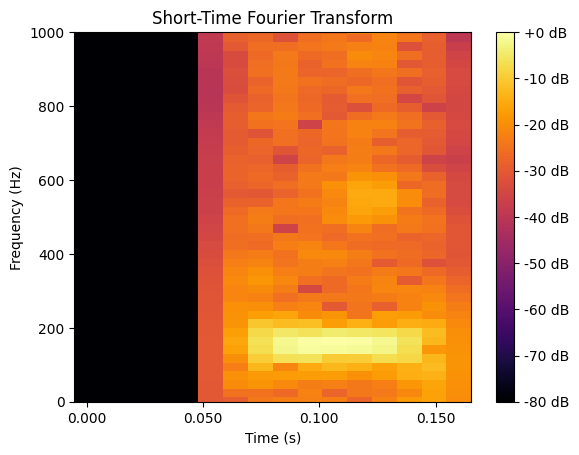 Short-Time Fourier Transform
1000
800
600
400
200
0
Frequency (Hz)
0.000
0.050
0.100
0.150
Time (s)
+0 dB
-10 dB
-20 dB
-30 dB
-40 dB
-50 dB
-60 dB
-70 dB
-80 dB